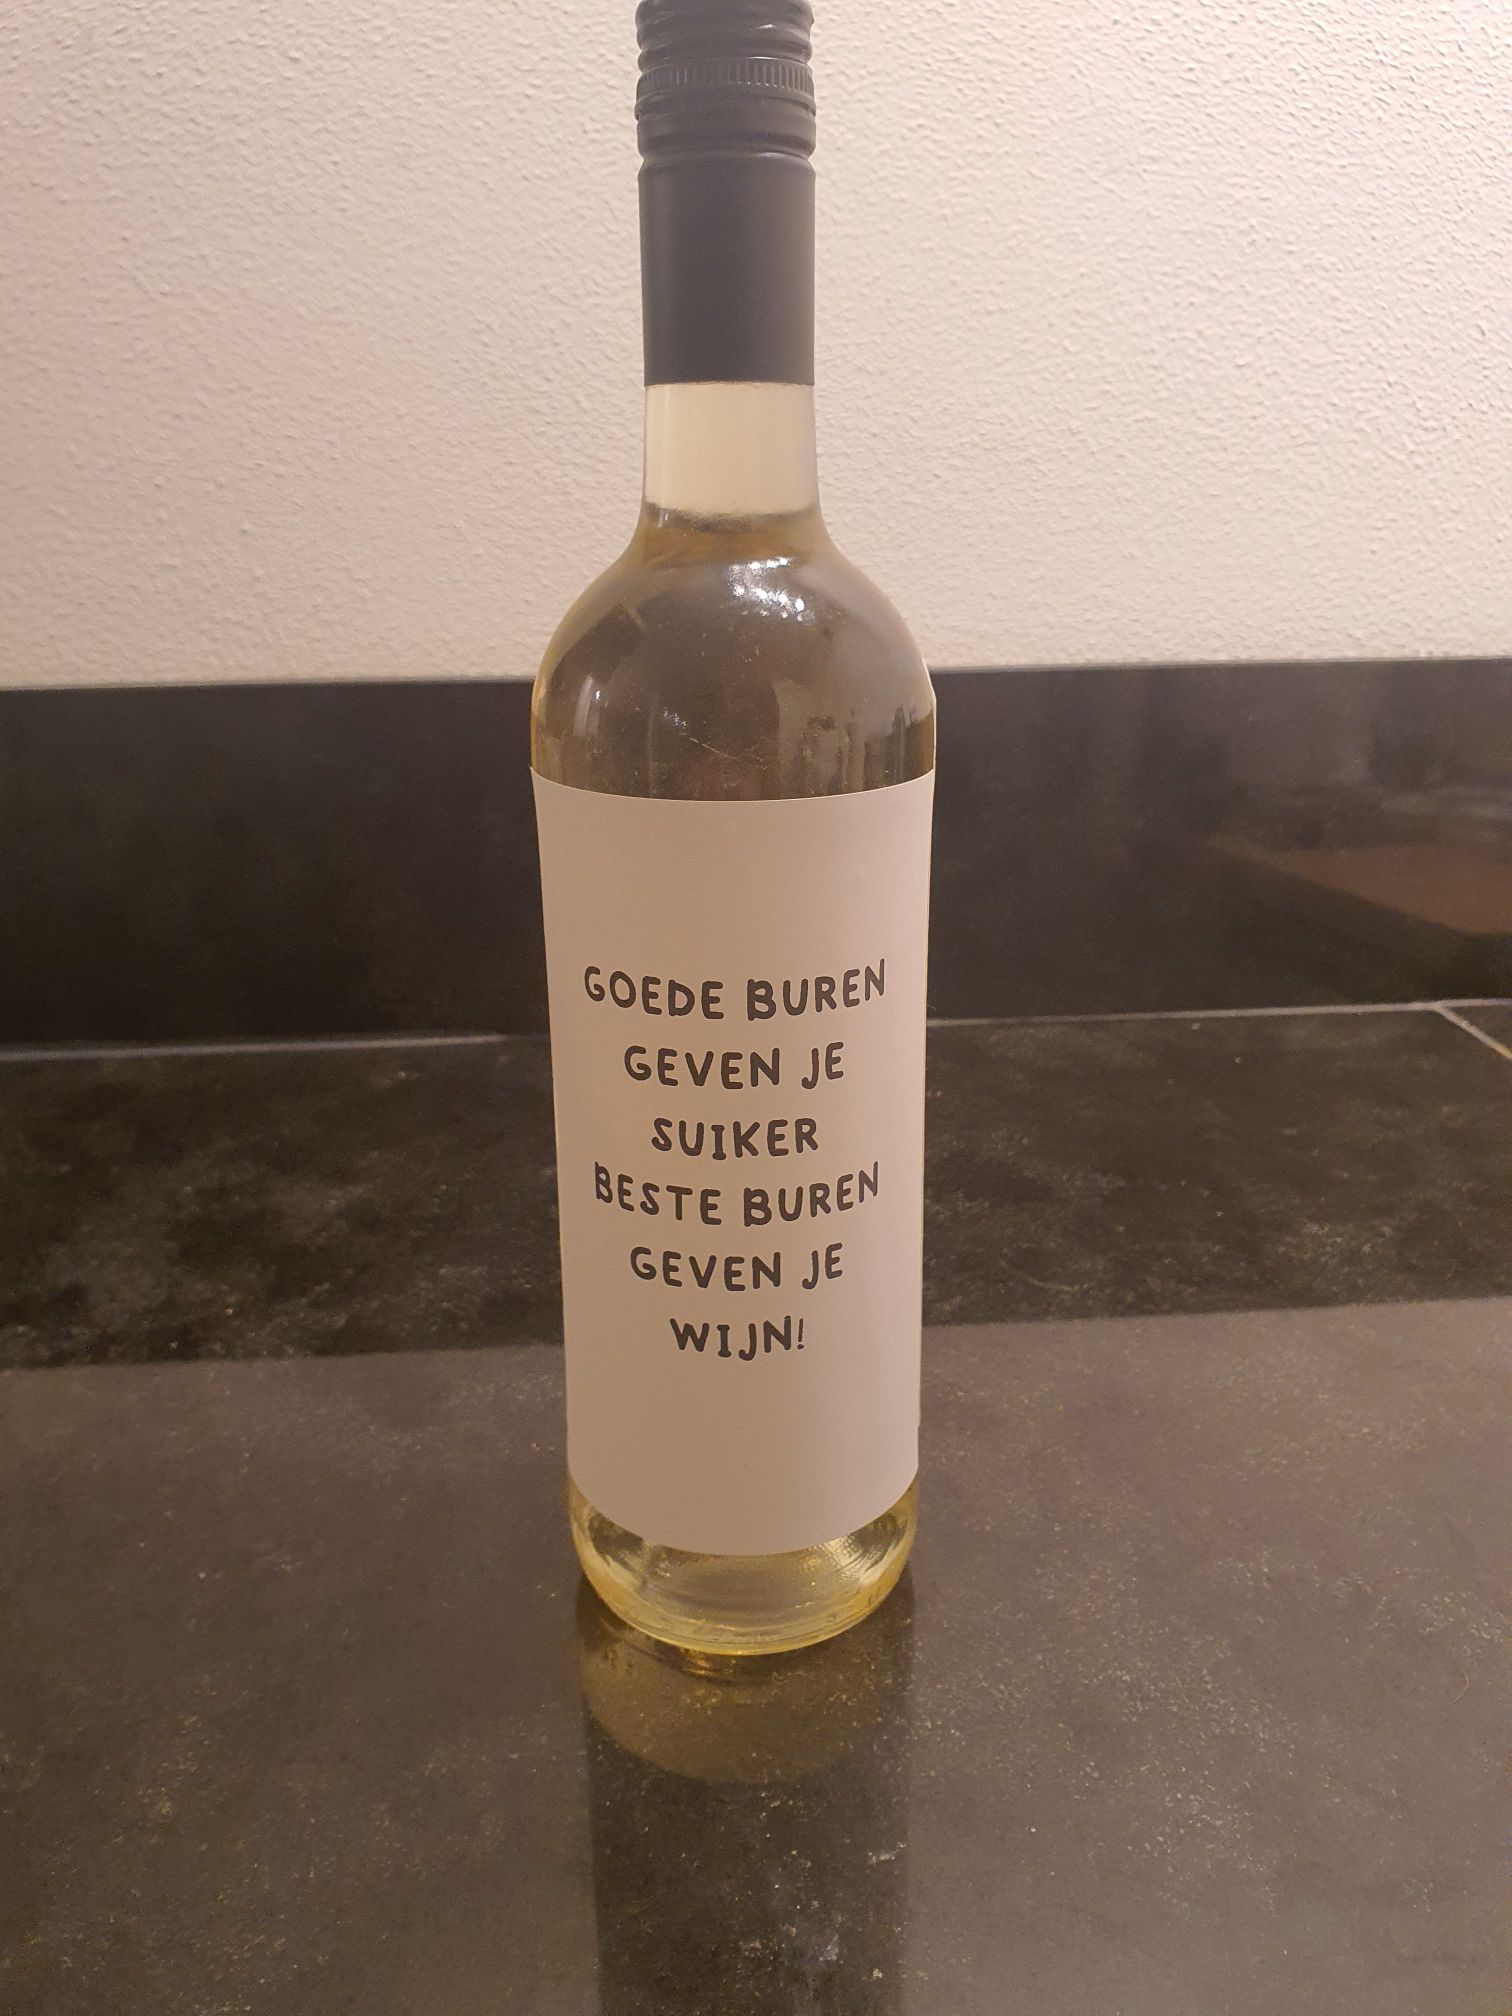 GOEDE BUREN
GEVEN JE
SUIKER
BESTE BUREN
GEVEN JE
WIJN!